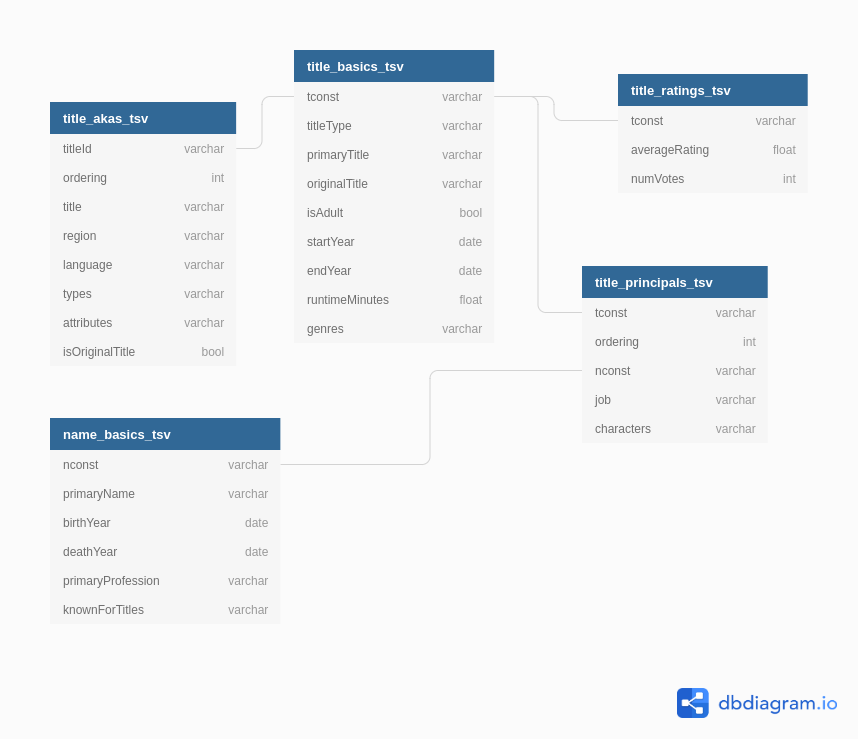 title_akas_tsv
titleId varchar
ordering int
title varchar
region varchar
language varchar
types varchar
attributes varchar
isOriginalTitle bool
title_basics_tsv
tconst varchar
titleType varchar
primaryTitle varchar
originalTitle varchar
isAdult bool
startYear date
endYear date
runtimeMinutes float
genres varchar
title_ratings_tsv
tconst varchar
averageRating float
numVotes int
title_principals_tsv
tconst varchar
ordering int
nconst varchar
job varchar
characters varchar
name_basics_tsv
nconst varchar
primaryName varchar
birthYear date
deathYear date
primaryProfession varchar
knownForTitles varchar
dbdiagram.io